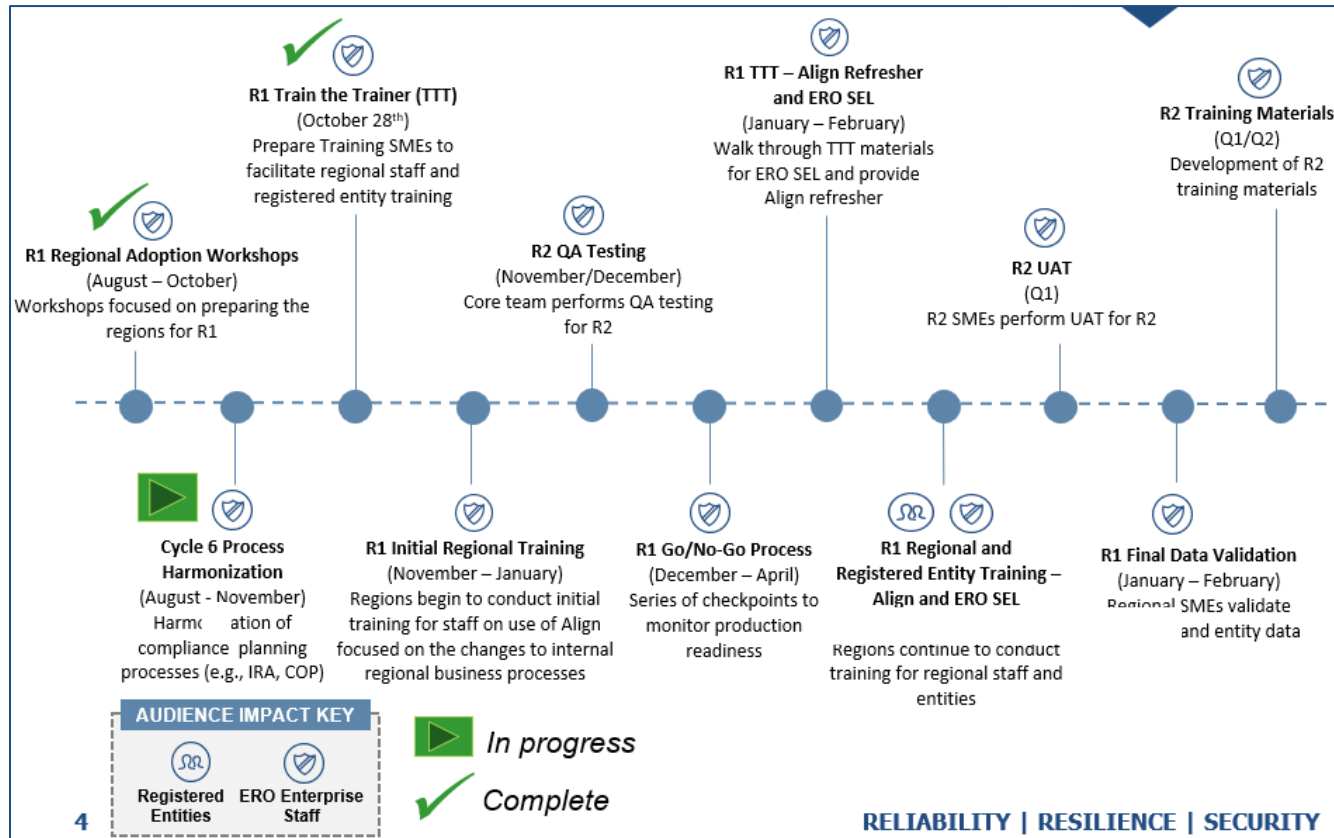 R1 Train the Trainer (TTT)
(October 28th)
Prepare Training SMEs to
facilitate regional staff and
registered entity training
R1 TTT – Align Refresher
and ERO SEL
(January – February)
Walk through TTT materials
for ERO SEL and provide
Align refresher
R2 Training Materials
(Q1/Q2)
Development of R2
training materials
R1 Regional Adoption Workshops
(August – October)
Workshops focused on preparing the
regions for R1
R2 QA Testing
(November/December)
Core team performs QA testing
for R2
R2 UAT
(Q1)
R2 SMEs perform UAT for R2
Cycle 6 Process
Harmonization
(August - November)
of
compliance planning
processes (e.g., IRA, COP)
R1 Initial Regional Training
(November – January)
Regions begin to conduct initial
training for staff on use of Align
focused on the changes to internal
regional business processes
R1 Go/No-Go Process
(December – April)
Series of checkpoints to
monitor production
readiness
R1 Regional and
Registered Entity Training –
Align and ERO SEL
Regions continue to conduct
training for regional staff and
entities
R1 Final Data Validation
(January – February)
Regional SMEs validate
and entity data
AUDIENCE IMPACT KEY
Registered
Entities
ERO Enterprise
Staff
In progress
Complete
4
RELIABILITY | RESILIENCE | SECURITY